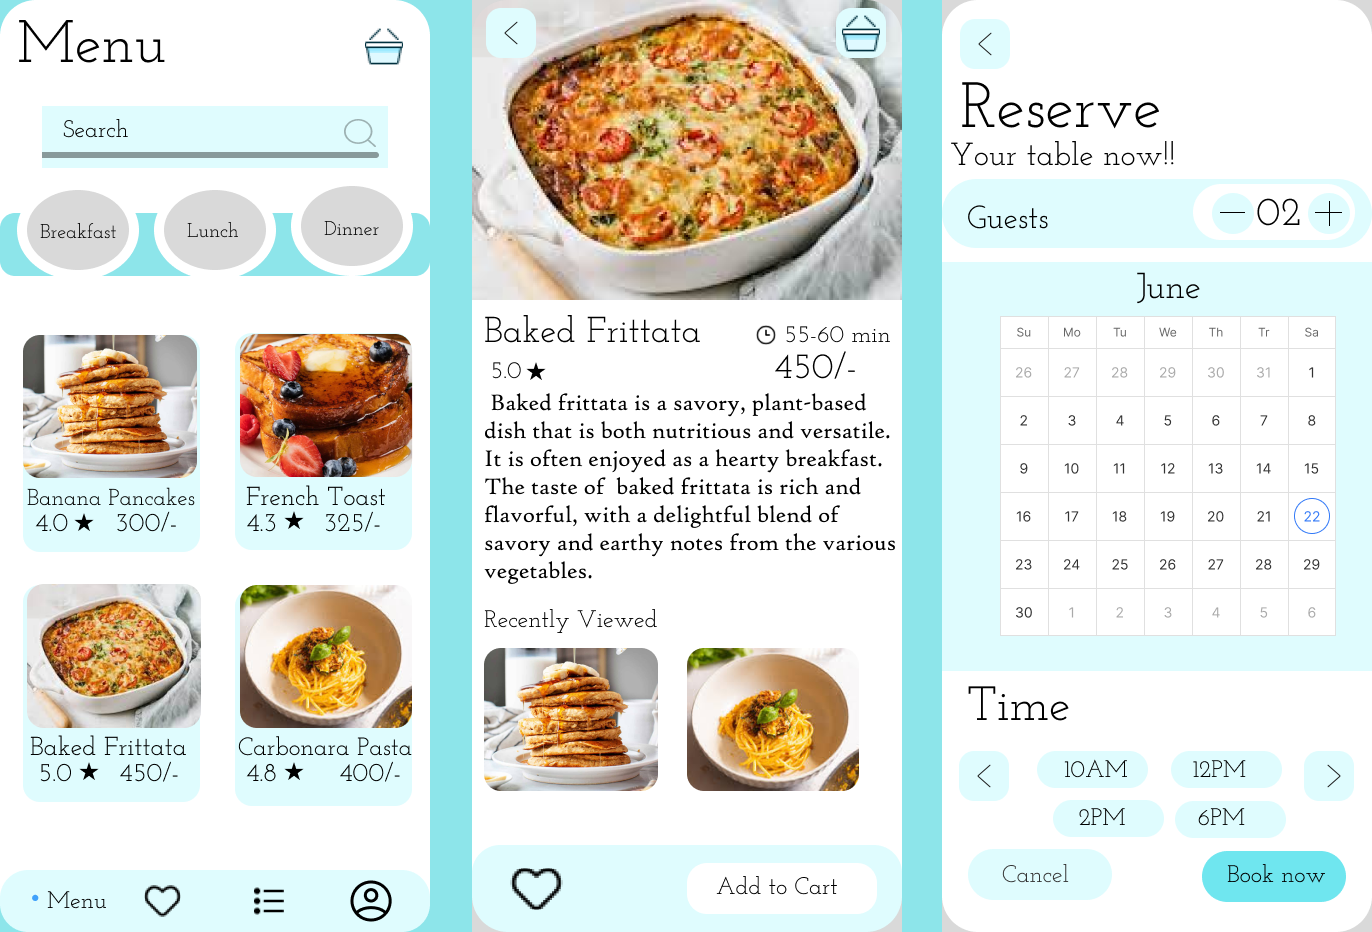 Menu
Search
Breakfast
Lunch
Dinner
Banana Pancakes
4.0 ★ 300/-
French Toast
4.3 ★ 325/-
Baked Frittata
5.0 ★ 450/-
Carbonara Pasta
4.8 ★ 400/-
Menu
Baked Frittata
55-60 min
5.0 ★
450/-
Baked frittata is a savory, plant-based
dish that is both nutritious and versatile.
It is often enjoyed as a hearty breakfast.
The taste of baked frittata is rich and
flavorful, with a delightful blend of
savory and earthy notes from the various
vegetables.
Recently Viewed
Add to Cart
Reserve
Your table now!!
Guests
02
June
Su Mo Tu We Th Tr Sa
26 27 28 29 30 31 1
2 3 4 5 6 7 8
9 10 11 12 13 14 15
16 17 18 19 20 21 22
23 24 25 26 27 28 29
30 1 2 3 4 5 6
Time
10AM 12PM
2PM 6PM
Cancel
Book now